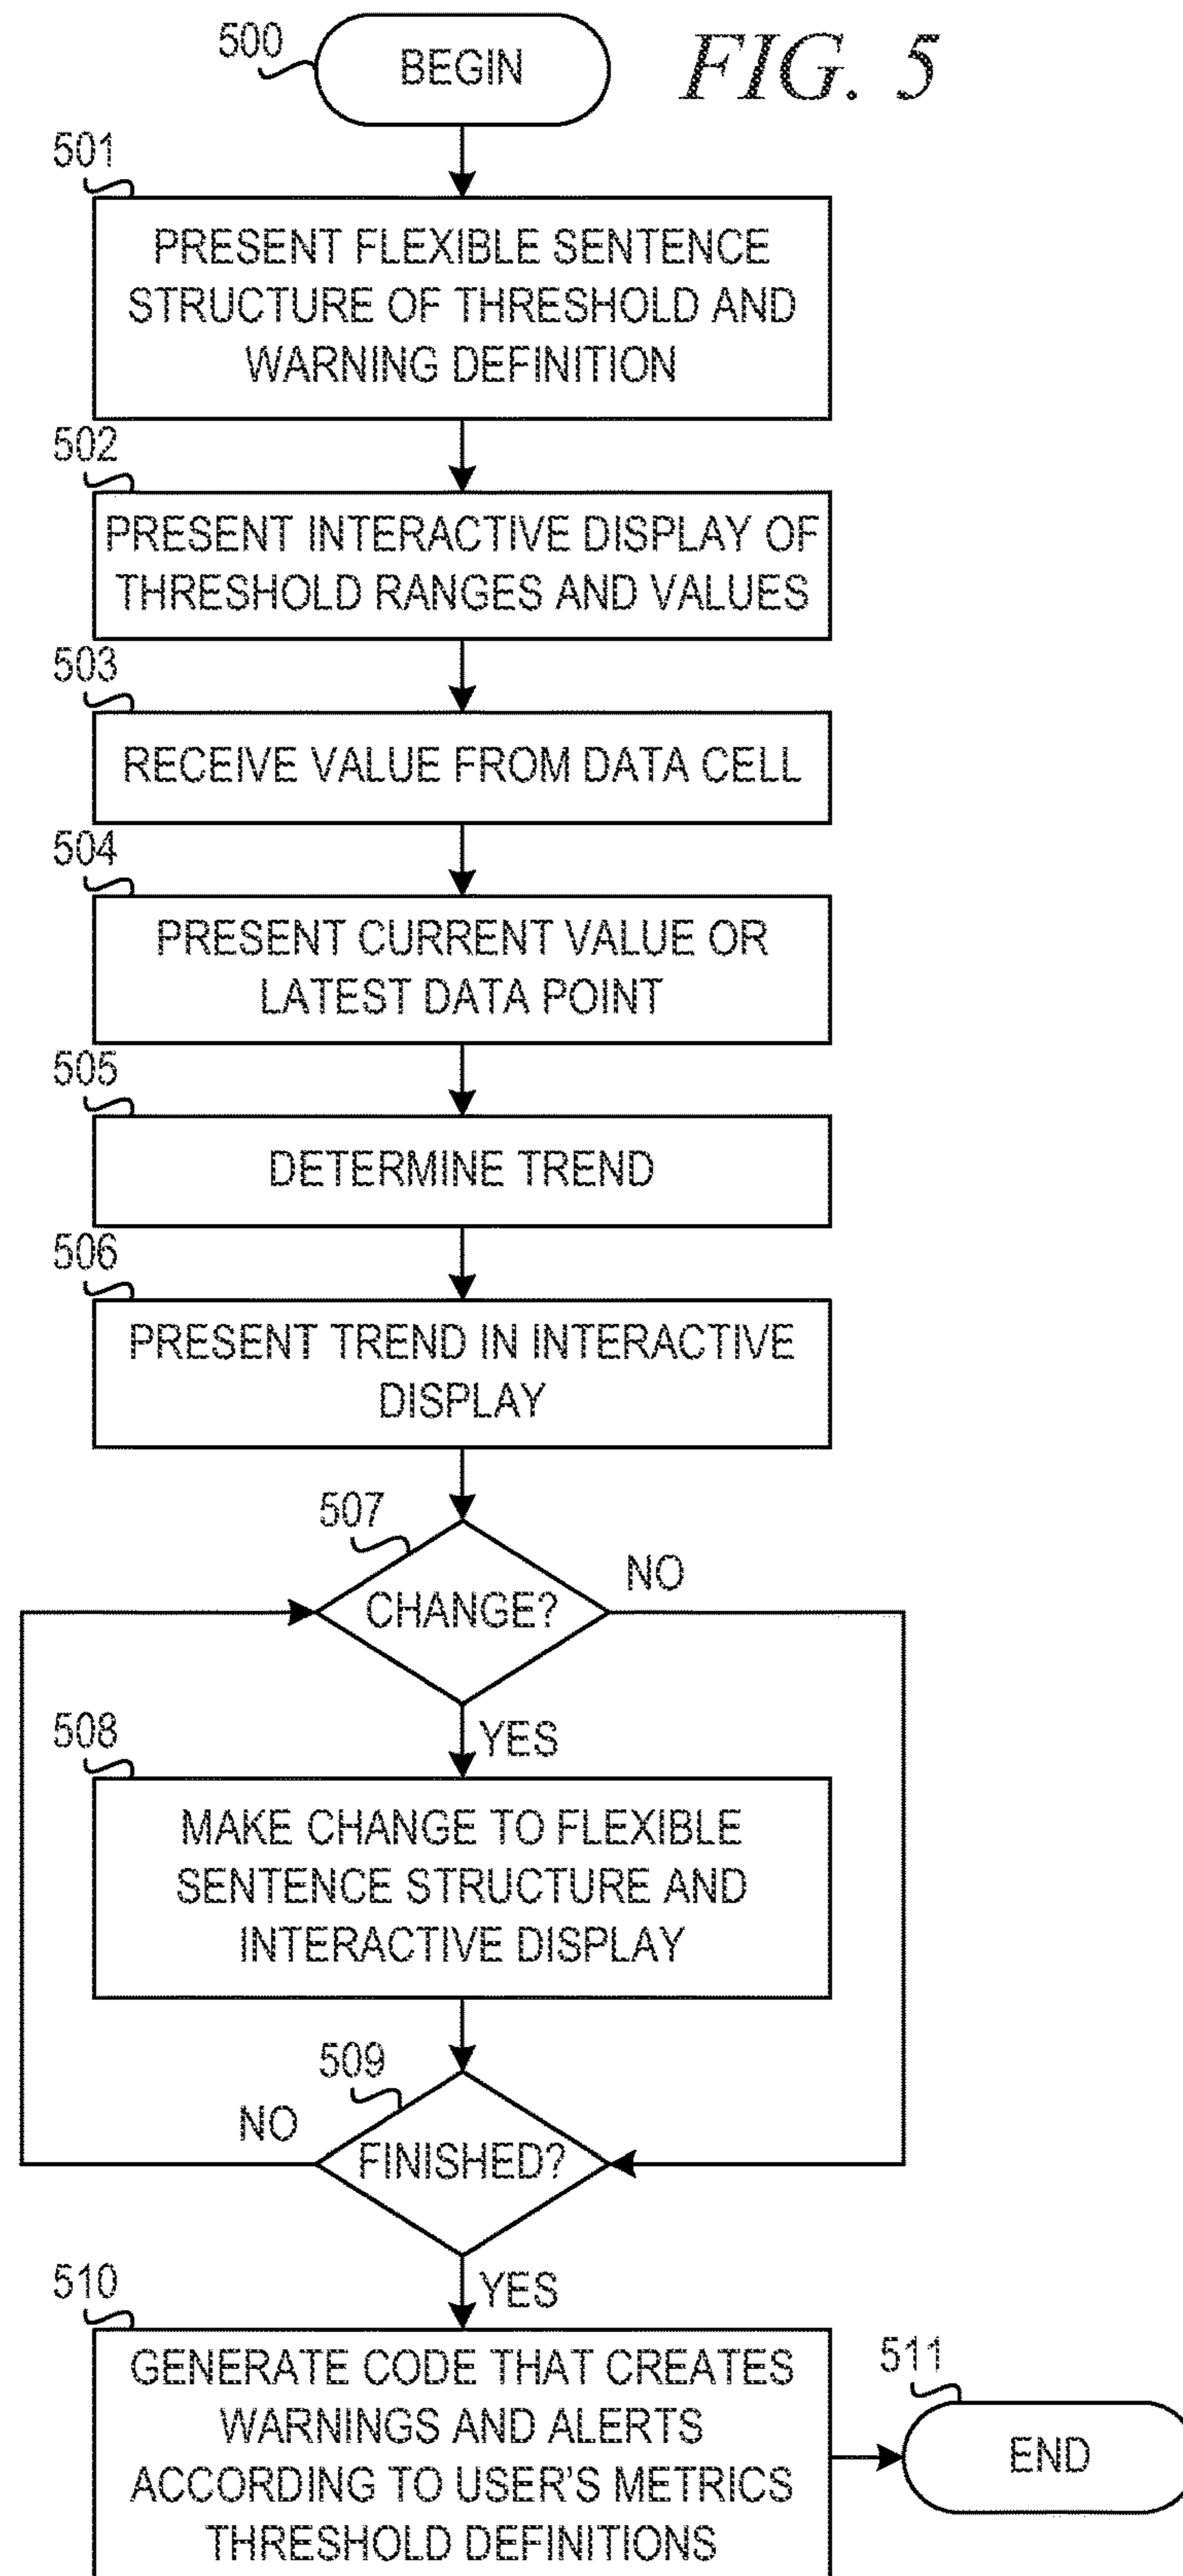 500
BEGIN
FIG. 5
501
PRESENT FLEXIBLE SENTENCE
STRUCTURE OF THRESHOLD AND
WARNING DEFINITION
502
PRESENT INTERACTIVE DISPLAY OF
THRESHOLD RANGES AND VALUES
503
RECEIVE VALUE FROM DATA CELL
504
PRESENT CURRENT VALUE OR
LATEST DATA POINT
505
DETERMINE TREND
506
PRESENT TREND IN INTERACTIVE
DISPLAY
507
CHANGE?
NO
YES
508
MAKE CHANGE TO FLEXIBLE
SENTENCE STRUCTURE AND
INTERACTIVE DISPLAY
509
FINISHED?
NO
YES
510
GENERATE CODE THAT CREATES
WARNINGS AND ALERTS
ACCORDING TO USER'S METRICS
THRESHOLD DEFINITIONS
511
END